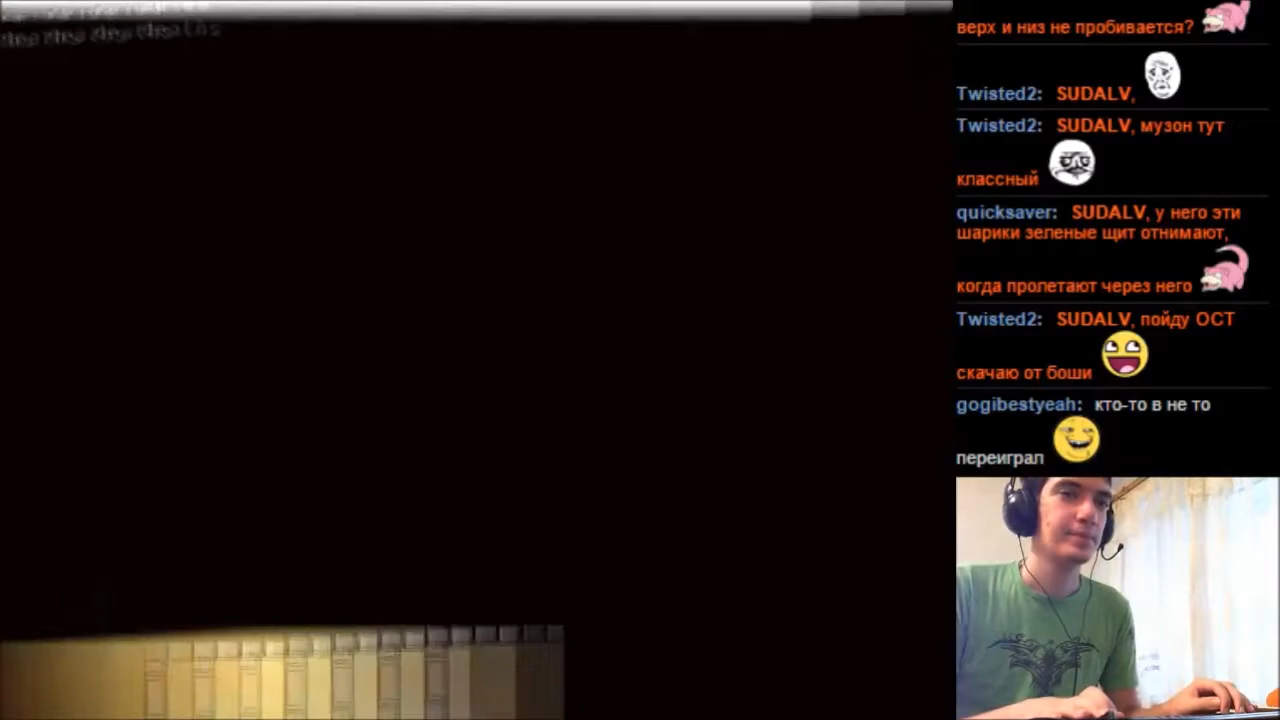 верх и низ не пробивается?
Twisted2: SUDALV,
Twisted2: SUDALV, музон тут
классный
quicksaver: SUDALV, у него эти
шарики зеленые щит отнимают,
когда пролетают через него
Twisted2: SUDALV, пойду ОСТ
скачаю от боши
gogibestyeah: кто-то в не то
переиграл